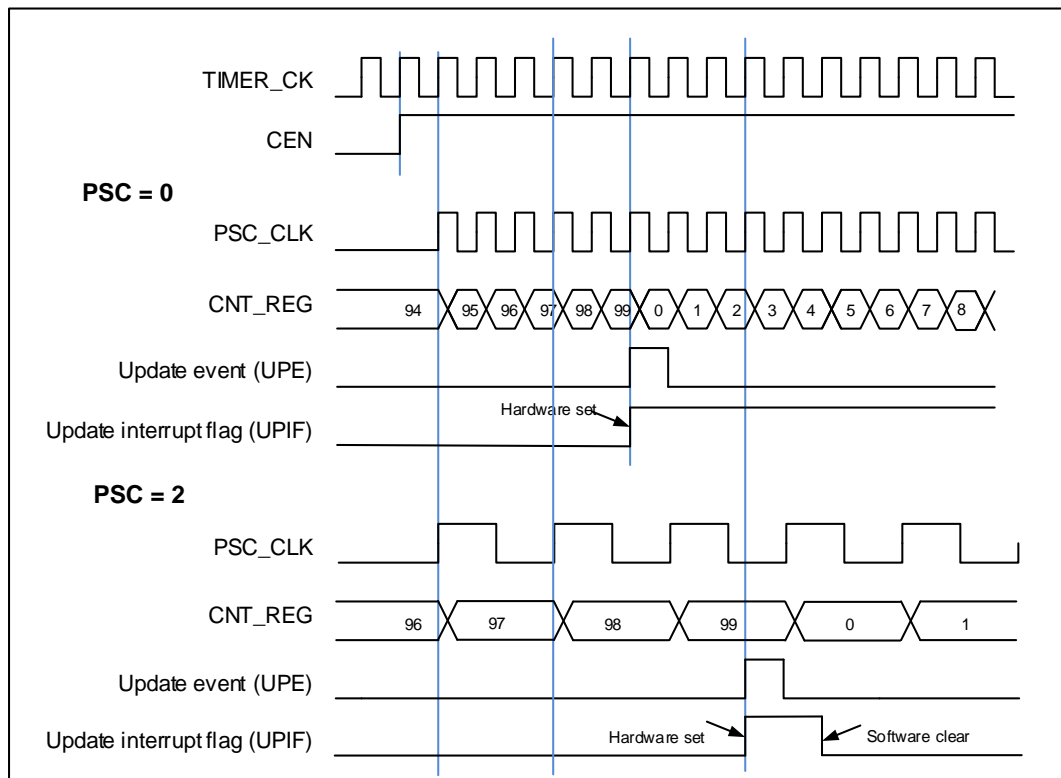 TIMER_CK
CEN
PSC = 0
PSC_CLK
CNT_REG 94 95 96 97 98 99 0 1 2 3 4 5 6 7 8
Update event (UPE)
Hardware set
Update interrupt flag (UPIF)
PSC = 2
PSC_CLK
CNT_REG 96 97 98 99 0 1
Update event (UPE)
Update interrupt flag (UPIF) Hardware set Software clear